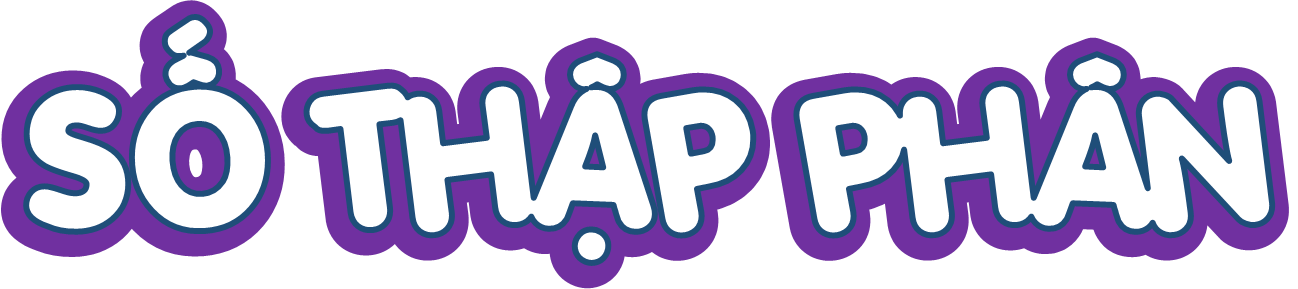 SỐ THẬP PHÂN